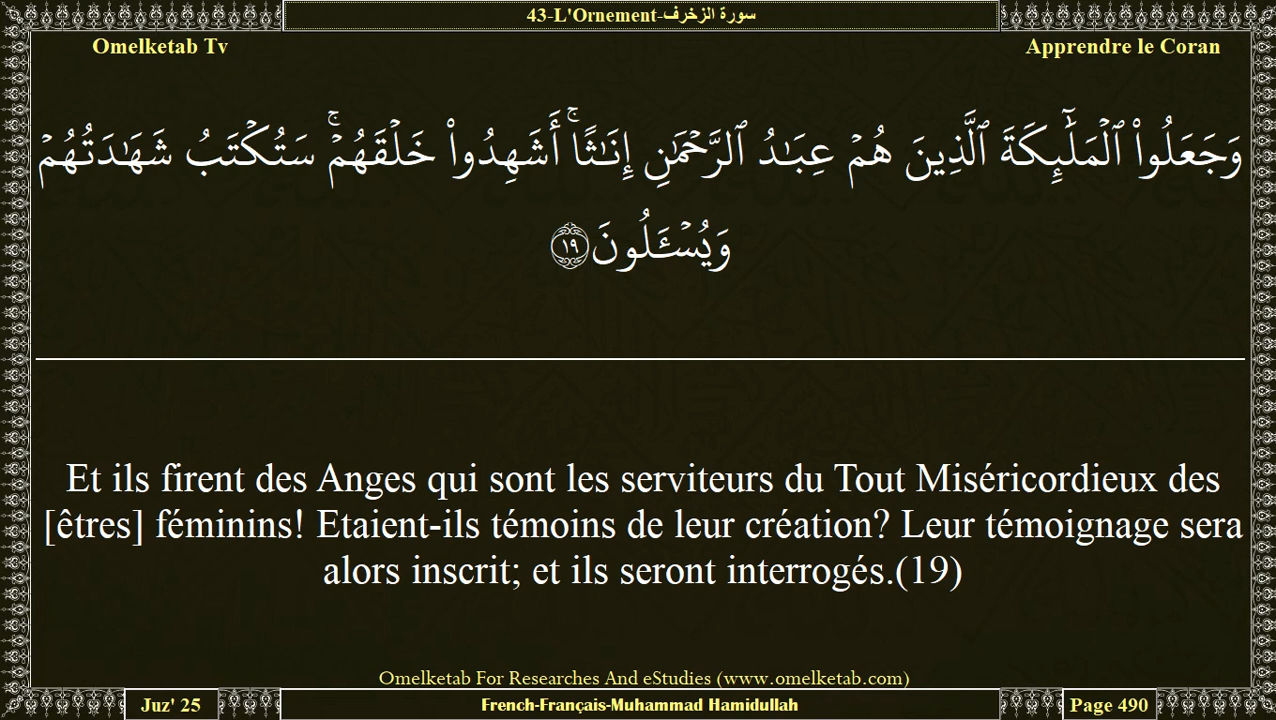 43-L'Ornement-سورة الزخرف
Omelketab Tv
Apprendre le Coran
وَجَعَلُوا۟ ٱلْمَلَـٰٓئِكَةَ ٱلَّذِينَ هُمْ عِبَـٰدُ ٱلرَّحْمَـٰنِ إِنَـٰثًا ۚ أَشَهِدُوا۟ خَلْقَهُمْ ۚ سَتُكْتَبُ شَهَـٰدَتُهُمْ
وَيُسْـَٔلُونَ ١٩
Et ils firent des Anges qui sont les serviteurs du Tout Miséricordieux des
[êtres] féminins! Etaient-ils témoins de leur création? Leur témoignage sera
alors inscrit; et ils seront interrogés.(19)
Omelketab For Researches And eStudies (www.omelketab.com)
Juz' 25
French-Français-Muhammad Hamidullah
Page 490